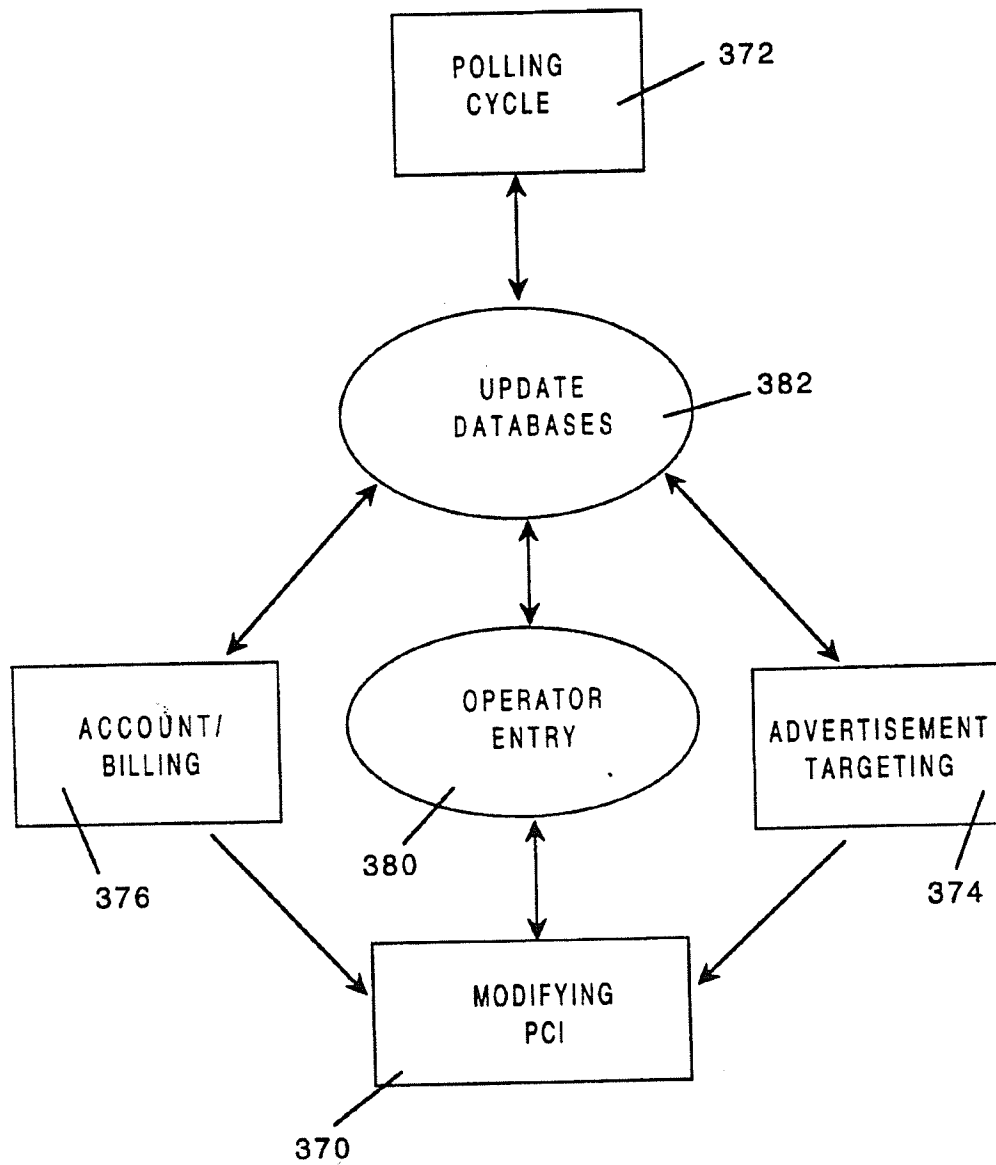 POLLING
CYCLE
372
UPDATE
DATABASES
382
ACCOUNT/
BILLING
376
OPERATOR
ENTRY
380
ADVERTISEMENT
TARGETING
374
MODIFYING
PCI
370